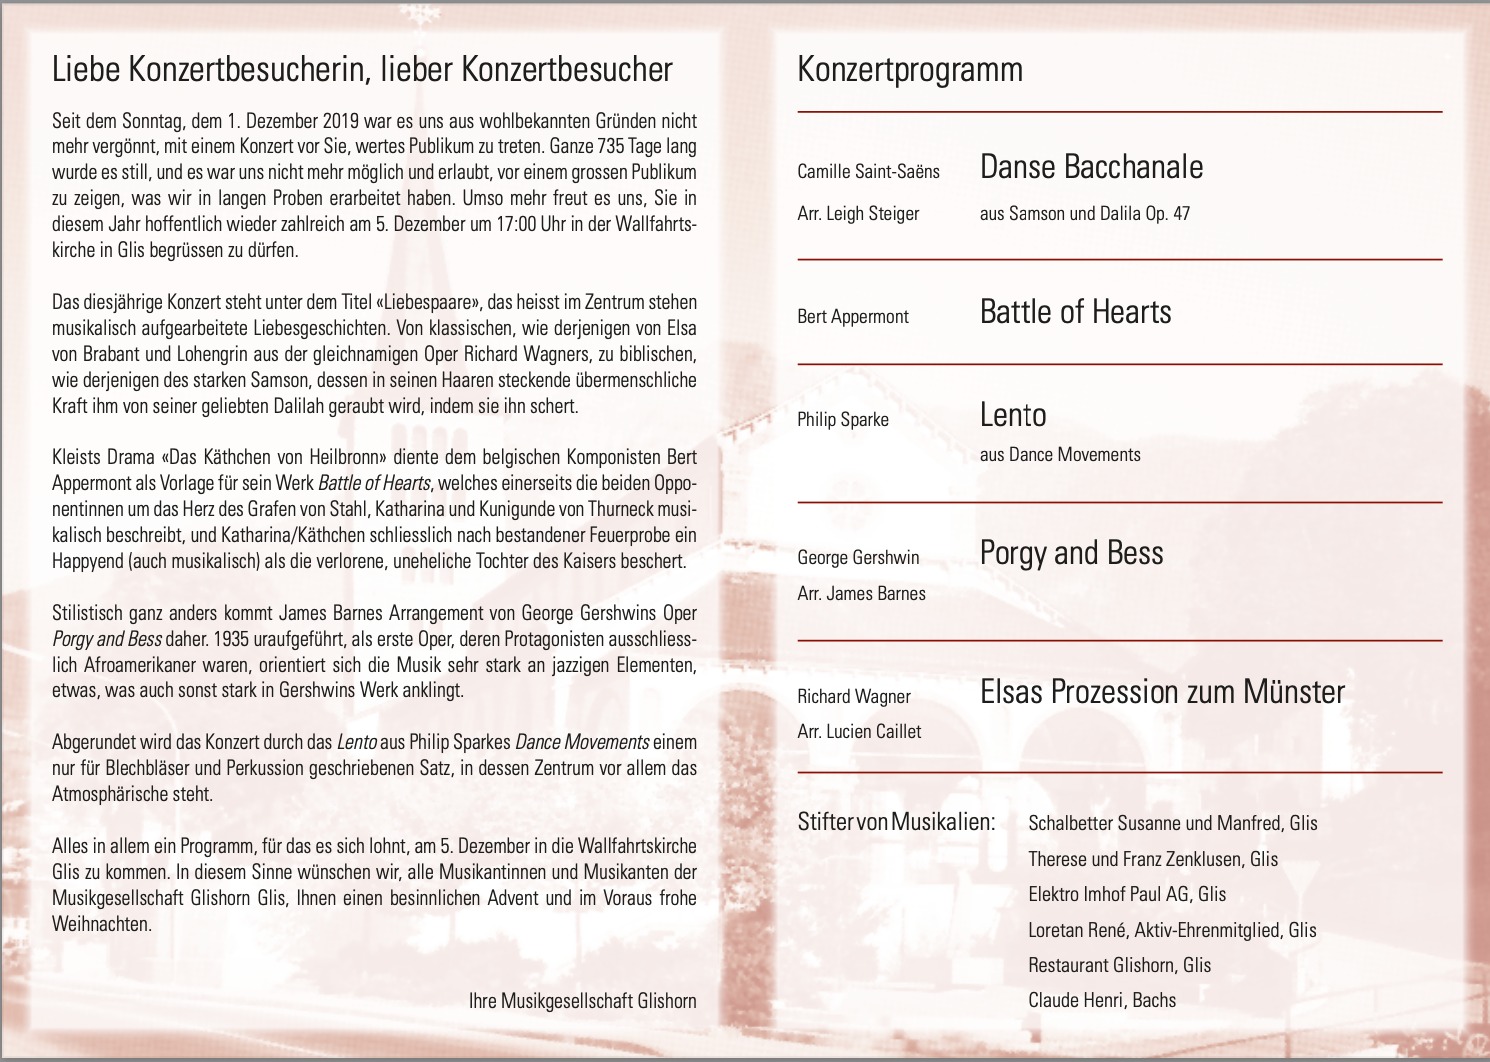 Liebe Konzertbesucherin, lieber Konzertbesucher
Seit dem Sonntag, dem 1. Dezember 2019 war es uns aus wohlbekannten Gründen nicht
mehr vergönnt, mit einem Konzert vor Sie, wertes Publikum zu treten. Ganze 735 Tage lang
wurde es still, und es war uns nicht mehr möglich und erlaubt, vor einem grossen Publikum
zu zeigen, was wir in langen Proben erarbeitet haben. Umso mehr freut es uns, Sie in
diesem Jahr hoffentlich wieder zahlreich am 5. Dezember um 17:00 Uhr in der Wallfahrts-
kirche in Glis begrüssen zu dürfen.
Das diesjährige Konzert steht unter dem Titel «Liebespaare», das heisst im Zentrum stehen
musikalisch aufgearbeitete Liebesgeschichten. Von klassischen, wie derjenigen von Elsa
von Brabant und Lohengrin aus der gleichnamigen Oper Richard Wagners, zu biblischen,
wie derjenigen des starken Samson, dessen in seinen Haaren steckende übermenschliche
Kraft ihm von seiner geliebten Dalilah geraubt wird, indem sie ihn schert.
Kleists Drama «Das Käthchen von Heilbronn» diente dem belgischen Komponisten Bert
Appermont als Vorlage für sein Werk Battle of Hearts, welches einerseits die beiden Oppo-
nentinnen um das Herz des Grafen von Stahl, Katharina und Kunigunde von Thurneck musi-
kalisch beschreibt, und Katharina/Käthchen schliesslich nach bestandener Feuerprobe ein
Happyend (auch musikalisch) als die verlorene, uneheliche Tochter des Kaisers beschert.
Stilistisch ganz anders kommt James Barnes Arrangement von George Gershwins Oper
Porgy and Bess daher. 1935 uraufgeführt, als erste Oper, deren Protagonisten ausschliess-
lich Afroamerikaner waren, orientiert sich die Musik sehr stark an jazzigen Elementen,
etwas, was auch sonst stark in Gershwins Werk anklingt.
Abgerundet wird das Konzert durch das Lento aus Philip Sparkes Dance Movements einem
nur für Blechbläser und Perkussion geschriebenen Satz, in dessen Zentrum vor allem das
Atmosphärische steht.
Alles in allem ein Programm, für das es sich lohnt, am 5. Dezember in die Wallfahrtskirche
Glis zu kommen. In diesem Sinne wünschen wir, alle Musikantinnen und Musikanten der
Musikgesellschaft Glishorn Glis, Ihnen einen besinnlichen Advent und im Voraus frohe
Weihnachten.
Ihre Musikgesellschaft Glishorn
Konzertprogramm
Camille Saint-Saëns Danse Bacchanale
Arr. Leigh Steiger aus Samson und Dalila Op. 47
Bert Appermont Battle of Hearts
Philip Sparke Lento
aus Dance Movements
George Gershwin Porgy and Bess
Arr. James Barnes
Richard Wagner Elsas Prozession zum Münster
Arr. Lucien Caillet
Stifter von Musikalien: Schalbetter Susanne und Manfred, Glis
Therese und Franz Zenklusen, Glis
Elektro Imhof Paul AG, Glis
Loretan René, Aktiv-Ehrenmitglied, Glis
Restaurant Glishorn, Glis
Claude Henri, Bachs